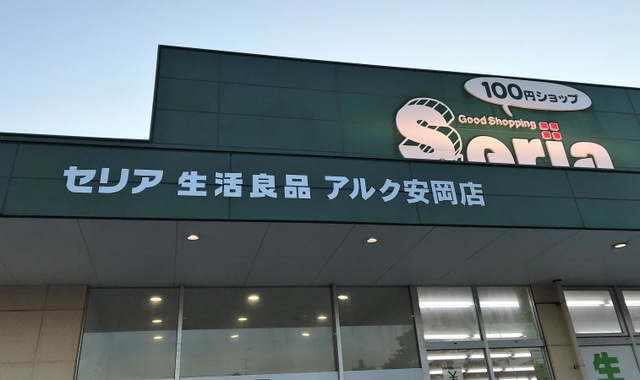 100円ショップ
Good Shopping
Seria
セリア 生活良品 アルク安岡店
¥
生